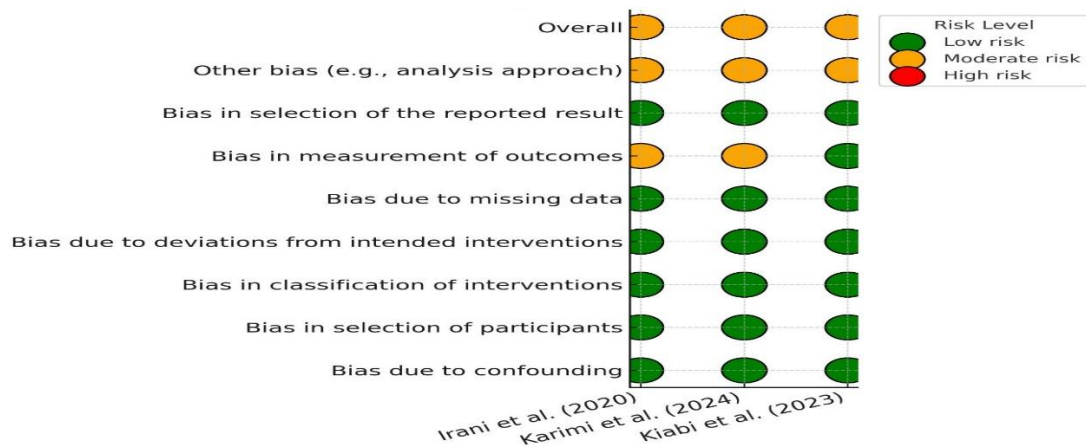 Overall
Other bias (e.g., analysis approach)
Bias in selection of the reported result
Bias in measurement of outcomes
Bias due to missing data
Bias due to deviations from intended interventions
Bias in classification of interventions
Bias in selection of participants
Bias due to confounding
Irani et al. (2020)
Karimi et al. (2024)
Kiabi et al. (2023)
Risk Level
Low risk
Moderate risk
High risk